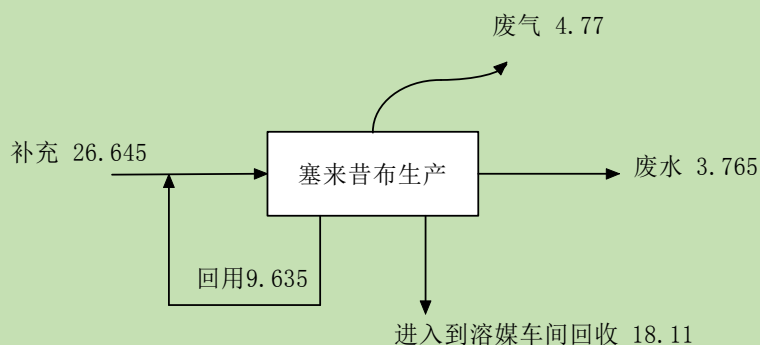 废气 4.77
补充 26.645
塞来昔布生产
废水 3.765
回用9.635
进入到溶媒车间回收 18.11